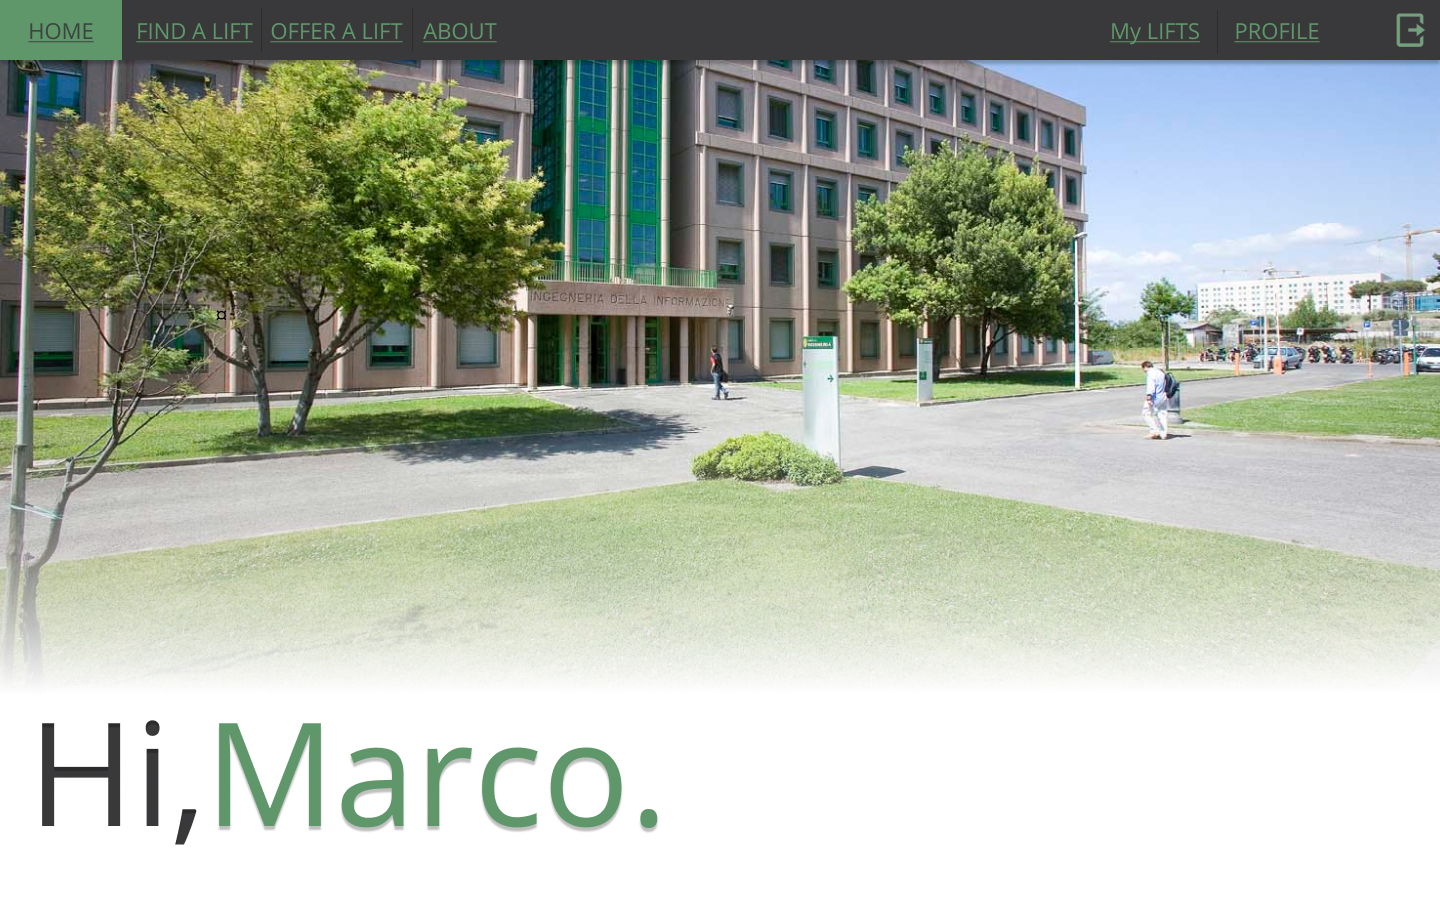 HOME FIND A LIFT OFFER A LIFT ABOUT My LIFTS PROFILE
INGEGNERIA DELLA INFORMAZIONE
Hi,Marco.